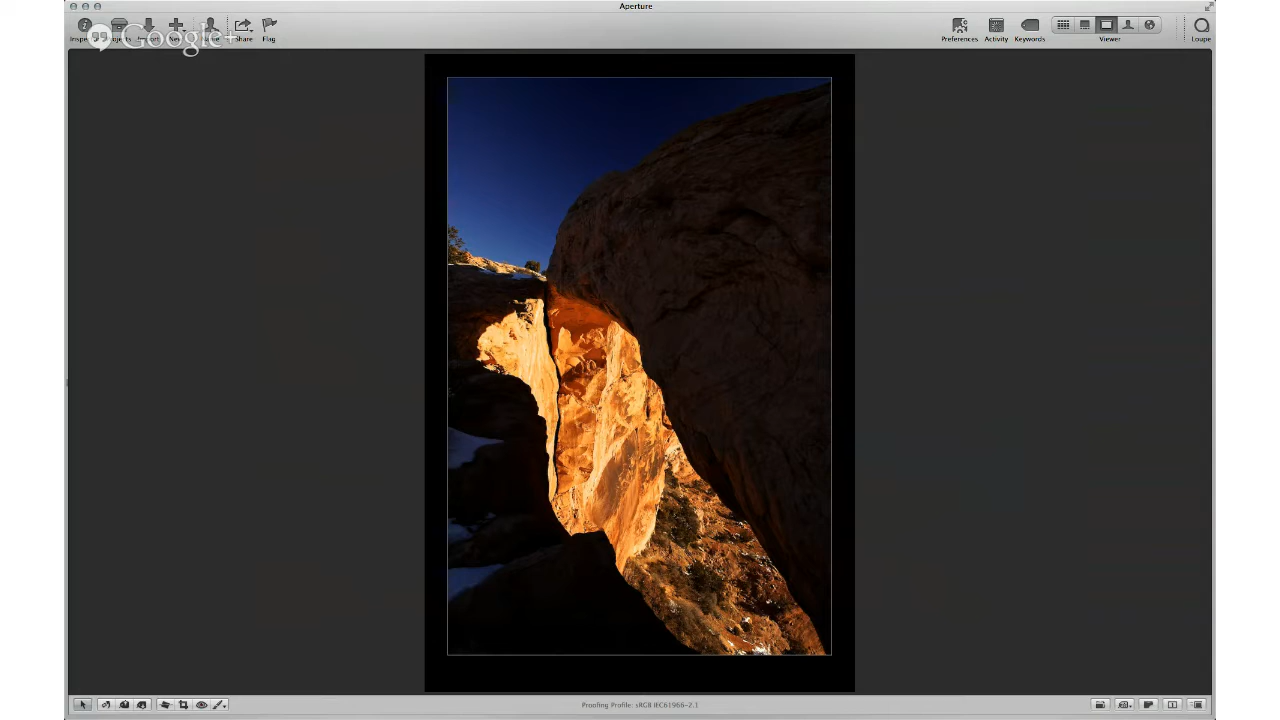 Aperture
Google+
Share
Flag
Preferences
Activity
Keywords
Viewer
Loupe
Proofing Profile: sRGB IEC61966-2.1